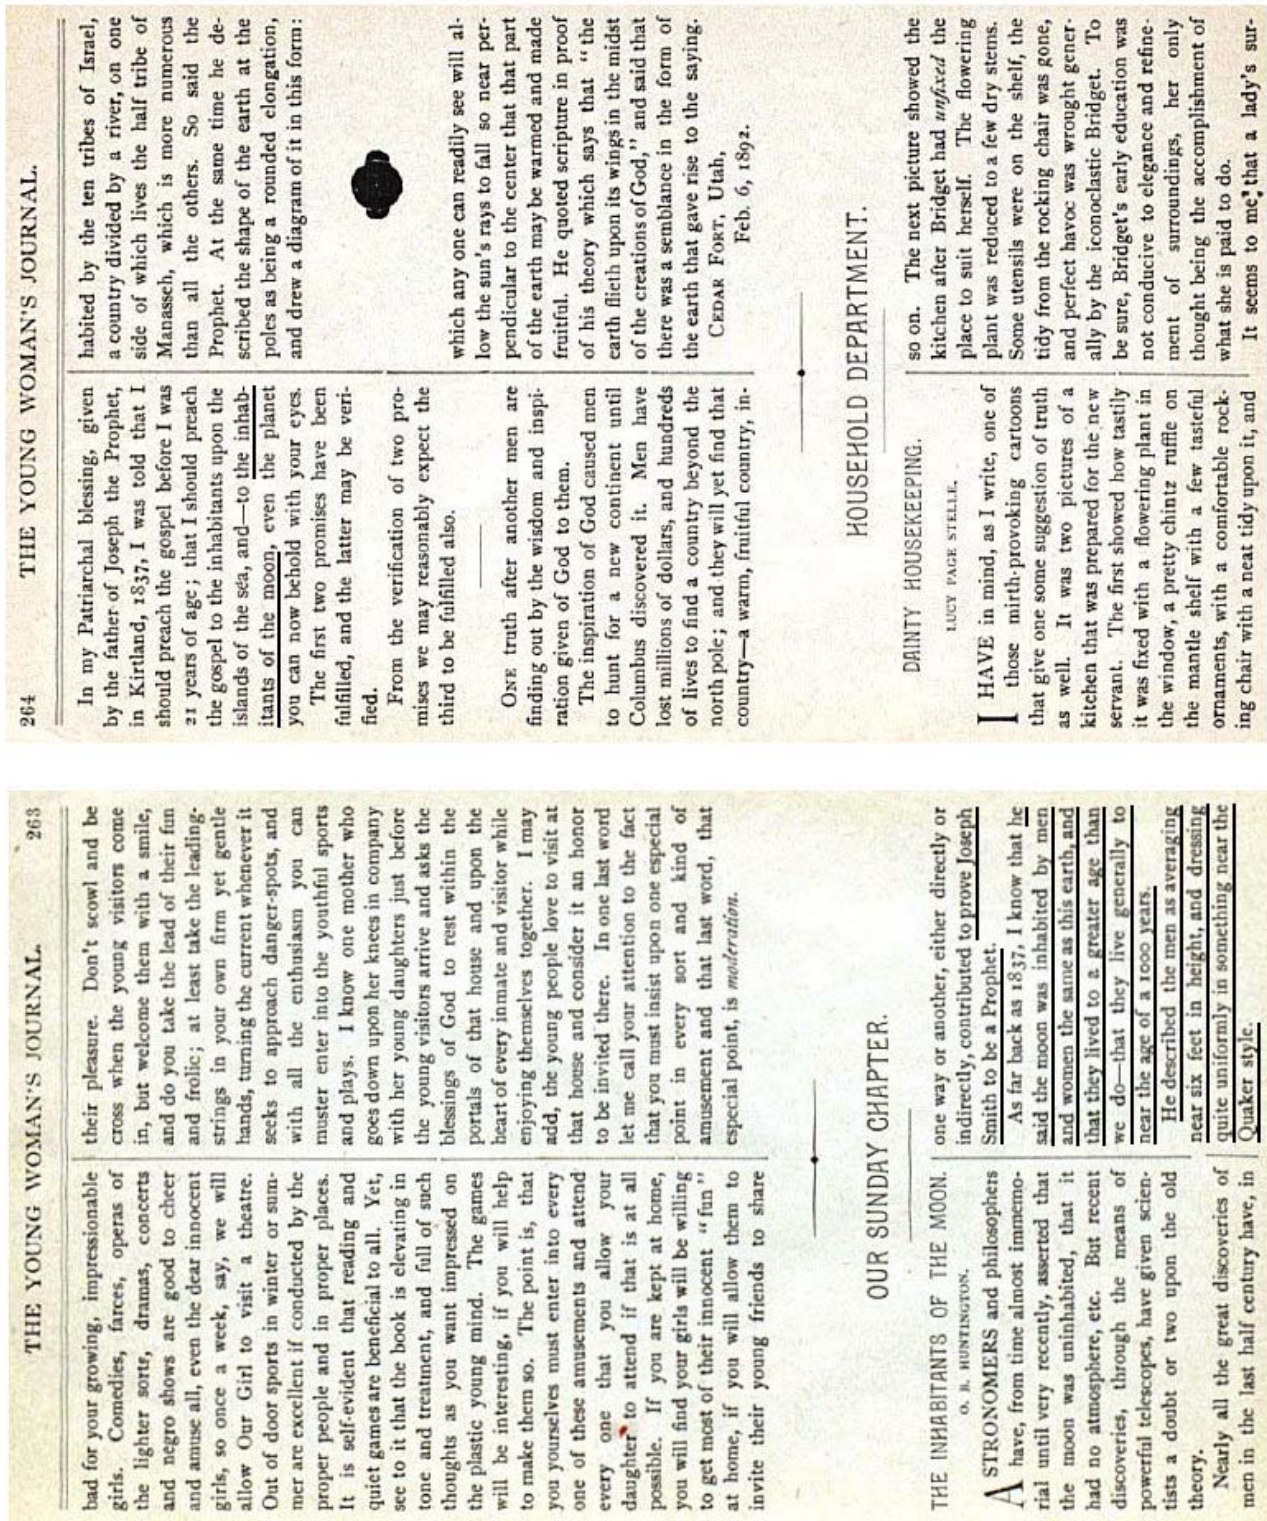 THE YOUNG WOMAN'S JOURNAL. 263
bad for your growing, impressionable
girls. Comedies, farces, operas of
the lighter sorts, dramas, concerts
and negro shows are good to cheer
and amuse all, even the dear innocent
girls, so once a week, say, we will
allow Our Girl to visit a theatre.
Out of door sports in winter or sum-
mer are excellent if conducted by the
proper people and in proper places.
It is self-evident that reading and
quiet games are beneficial to all. Yet,
see to it that the book is elevating in
tone and treatment, and full of such
thoughts as you want impressed on
the plastic young mind. The games
will be interesting, if you will help
to make them so. The point is, that
you yourselves must enter into every
one of these amusements and attend
every one that you allow your
daughter to attend if that is at all
possible. If you are kept at home,
you will find your girls will be willing
to get most of their innocent "fun"
at home, if you will allow them to
invite their young friends to share
their pleasure. Don't scowl and be
cross when the young visitors come
in, but welcome them with a smile,
and do you take the lead of their fun
and frolic; at least take the leading-
strings in your own firm yet gentle
hands, turning the current whenever it
seeks to approach danger-spots, and
with all the enthusiasm you can
muster enter into the youthful sports
and plays. I know one mother who
goes down upon her knees in company
with her young daughters just before
the young visitors arrive and asks the
blessings of God to rest within the
portals of that house and upon the
heart of every inmate and visitor while
enjoying themselves together. I may
add, the young people love to visit at
that house and consider it an honor
to be invited there. In one last word
let me call your attention to the fact
that you must insist upon one especial
point in every sort and kind of
amusement and that last word, that
especial point, is moderation.
OUR SUNDAY CHAPTER.
THE INHABITANTS OF THE MOON.
O. B. HUNTINGTON.
ASTRONOMERS and philosophers
have, from time almost immemo-
rial until very recently, asserted that
the moon was uninhabited, that it
had no atmosphere, etc. But recent
discoveries, through the means of
powerful telescopes, have given scien-
tists a doubt or two upon the old
theory.
Nearly all the great discoveries of
men in the last half century have, in
one way or another, either directly or
indirectly, contributed to prove Joseph
Smith to be a Prophet.
As far back as 1837, I know that he
said the moon was inhabited by men
and women the same as this earth, and
that they lived to a greater age than
we do—that they live generally to
near the age of a 1000 years.
He described the men as averaging
near six feet in height, and dressing
quite uniformly in something near the
Quaker style.
264 THE YOUNG WOMAN'S JOURNAL.
In my Patriarchal blessing, given
by the father of Joseph the Prophet,
in Kirtland, 1837, I was told that I
should preach the gospel before I was
21 years of age; that I should preach
the gospel to the inhabitants upon the
islands of the sea, and—to the inhab-
itants of the moon, even the planet
you can now behold with your eyes.
The first two promises have been
fulfilled, and the latter may be veri-
fied.
From the verification of two pro-
mises we may reasonably expect the
third to be fulfilled also.
ONE truth after another men are
finding out by the wisdom and inspi-
ration given of God to them.
The inspiration of God caused men
to hunt for a new continent until
Columbus discovered it. Men have
lost millions of dollars, and hundreds
of lives to find a country beyond the
north pole; and they will yet find that
country—a warm, fruitful country, in-
habited by the ten tribes of Israel,
a country divided by a river, on one
side of which lives the half tribe of
Manasseh, which is more numerous
than all the others. So said the
Prophet. At the same time he de-
scribed the shape of the earth at the
poles as being a rounded elongation,
and drew a diagram of it in this form:
which any one can readily see will al-
low the sun's rays to fall so near per-
pendicular to the center that that part
of the earth may be warmed and made
fruitful. He quoted scripture in proof
of his theory which says that "the
earth flieth upon its wings in the midst
of the creations of God," and said that
there was a semblance in the form of
the earth that gave rise to the saying.
CEDAR FORT, Utah,
Feb. 6, 1892.
HOUSEHOLD DEPARTMENT.
DAINTY HOUSEKEEPING.
LUCY PAGE STELLE.
I HAVE in mind, as I write, one of
those mirth-provoking cartoons
that give one some suggestion of truth
as well. It was two pictures of a
kitchen that was prepared for the new
servant. The first showed how tastily
it was fixed with a flowering plant in
the window, a pretty chintz ruffle on
the mantle shelf with a few tasteful
ornaments, with a comfortable rock-
ing chair with a neat tidy upon it, and
so on. The next picture showed the
kitchen after Bridget had unfixed the
place to suit herself. The flowering
plant was reduced to a few dry stems.
Some utensils were on the shelf, the
tidy from the rocking chair was gone,
and perfect havoc was wrought gener-
ally by the iconoclastic Bridget. To
be sure, Bridget's early education was
not conducive to elegance and refine-
ment of surroundings, her only
thought being the accomplishment of
what she is paid to do.
It seems to me that a lady's sur-